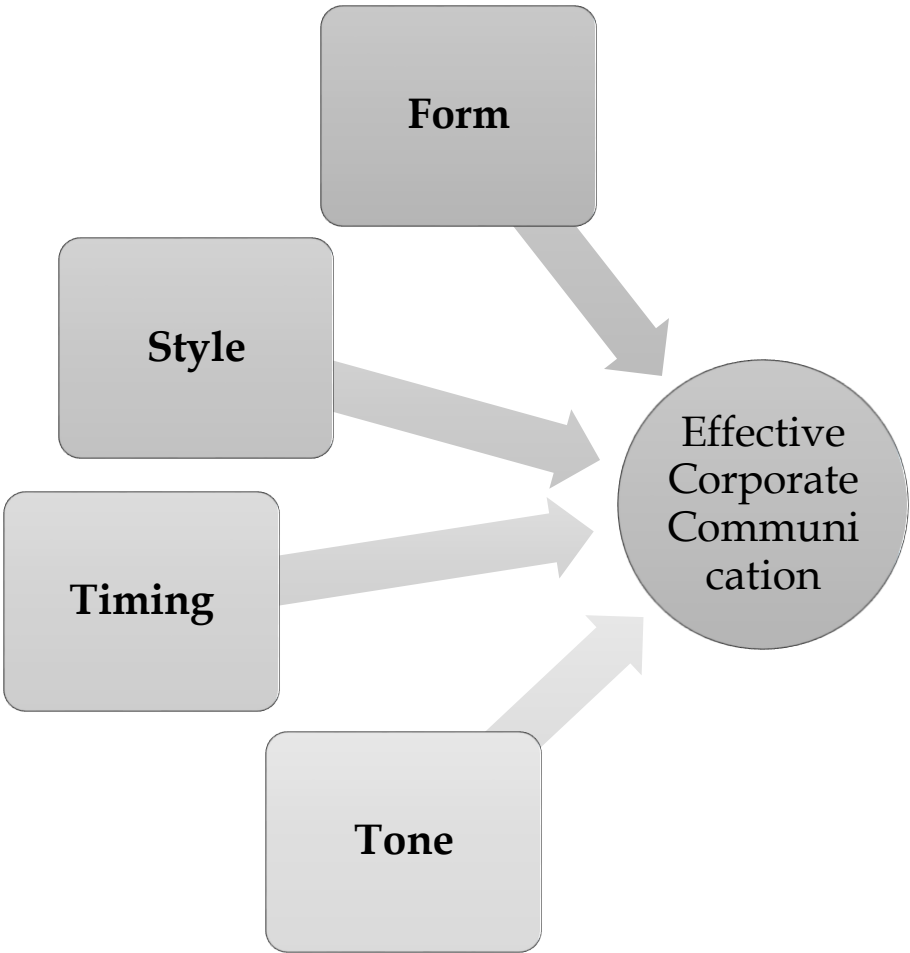 Form
Style
Timing
Tone
Effective
Corporate
Communi
cation